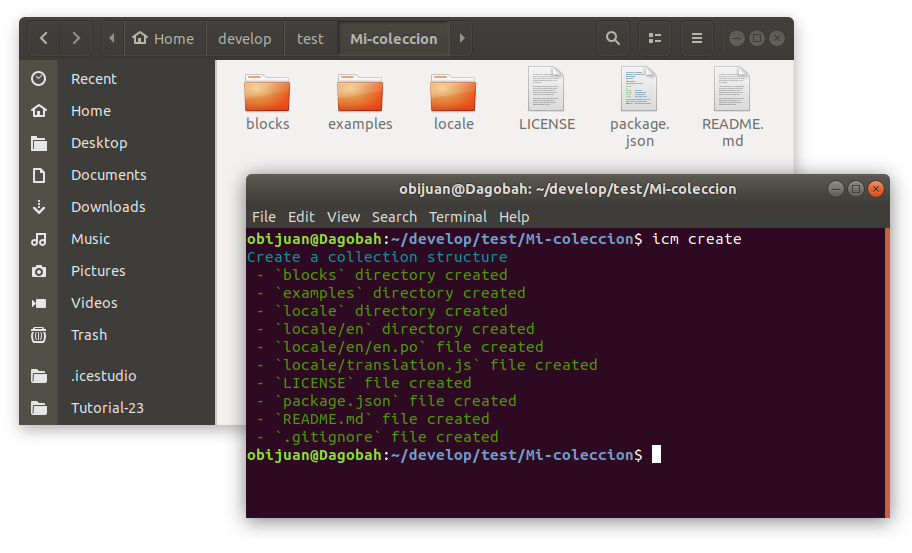 Home develop test Mi-coleccion
Recent
Home
Desktop
Documents
Downloads
Music
Pictures
Videos
Trash
.icestudio
Tutorial-23
blocks examples locale LICENSE package.json README.md
obijuan@Dagobah: ~/develop/test/Mi-coleccion
File Edit View Search Terminal Help
obijuan@Dagobah:~/develop/test/Mi-coleccion$ icm create
Create a collection structure
- `blocks` directory created
- `examples` directory created
- `locale` directory created
- `locale/en` directory created
- `locale/en/en.po` file created
- `locale/translation.js` file created
- `LICENSE` file created
- `package.json` file created
- `README.md` file created
- `.gitignore` file created
obijuan@Dagobah:~/develop/test/Mi-coleccion$